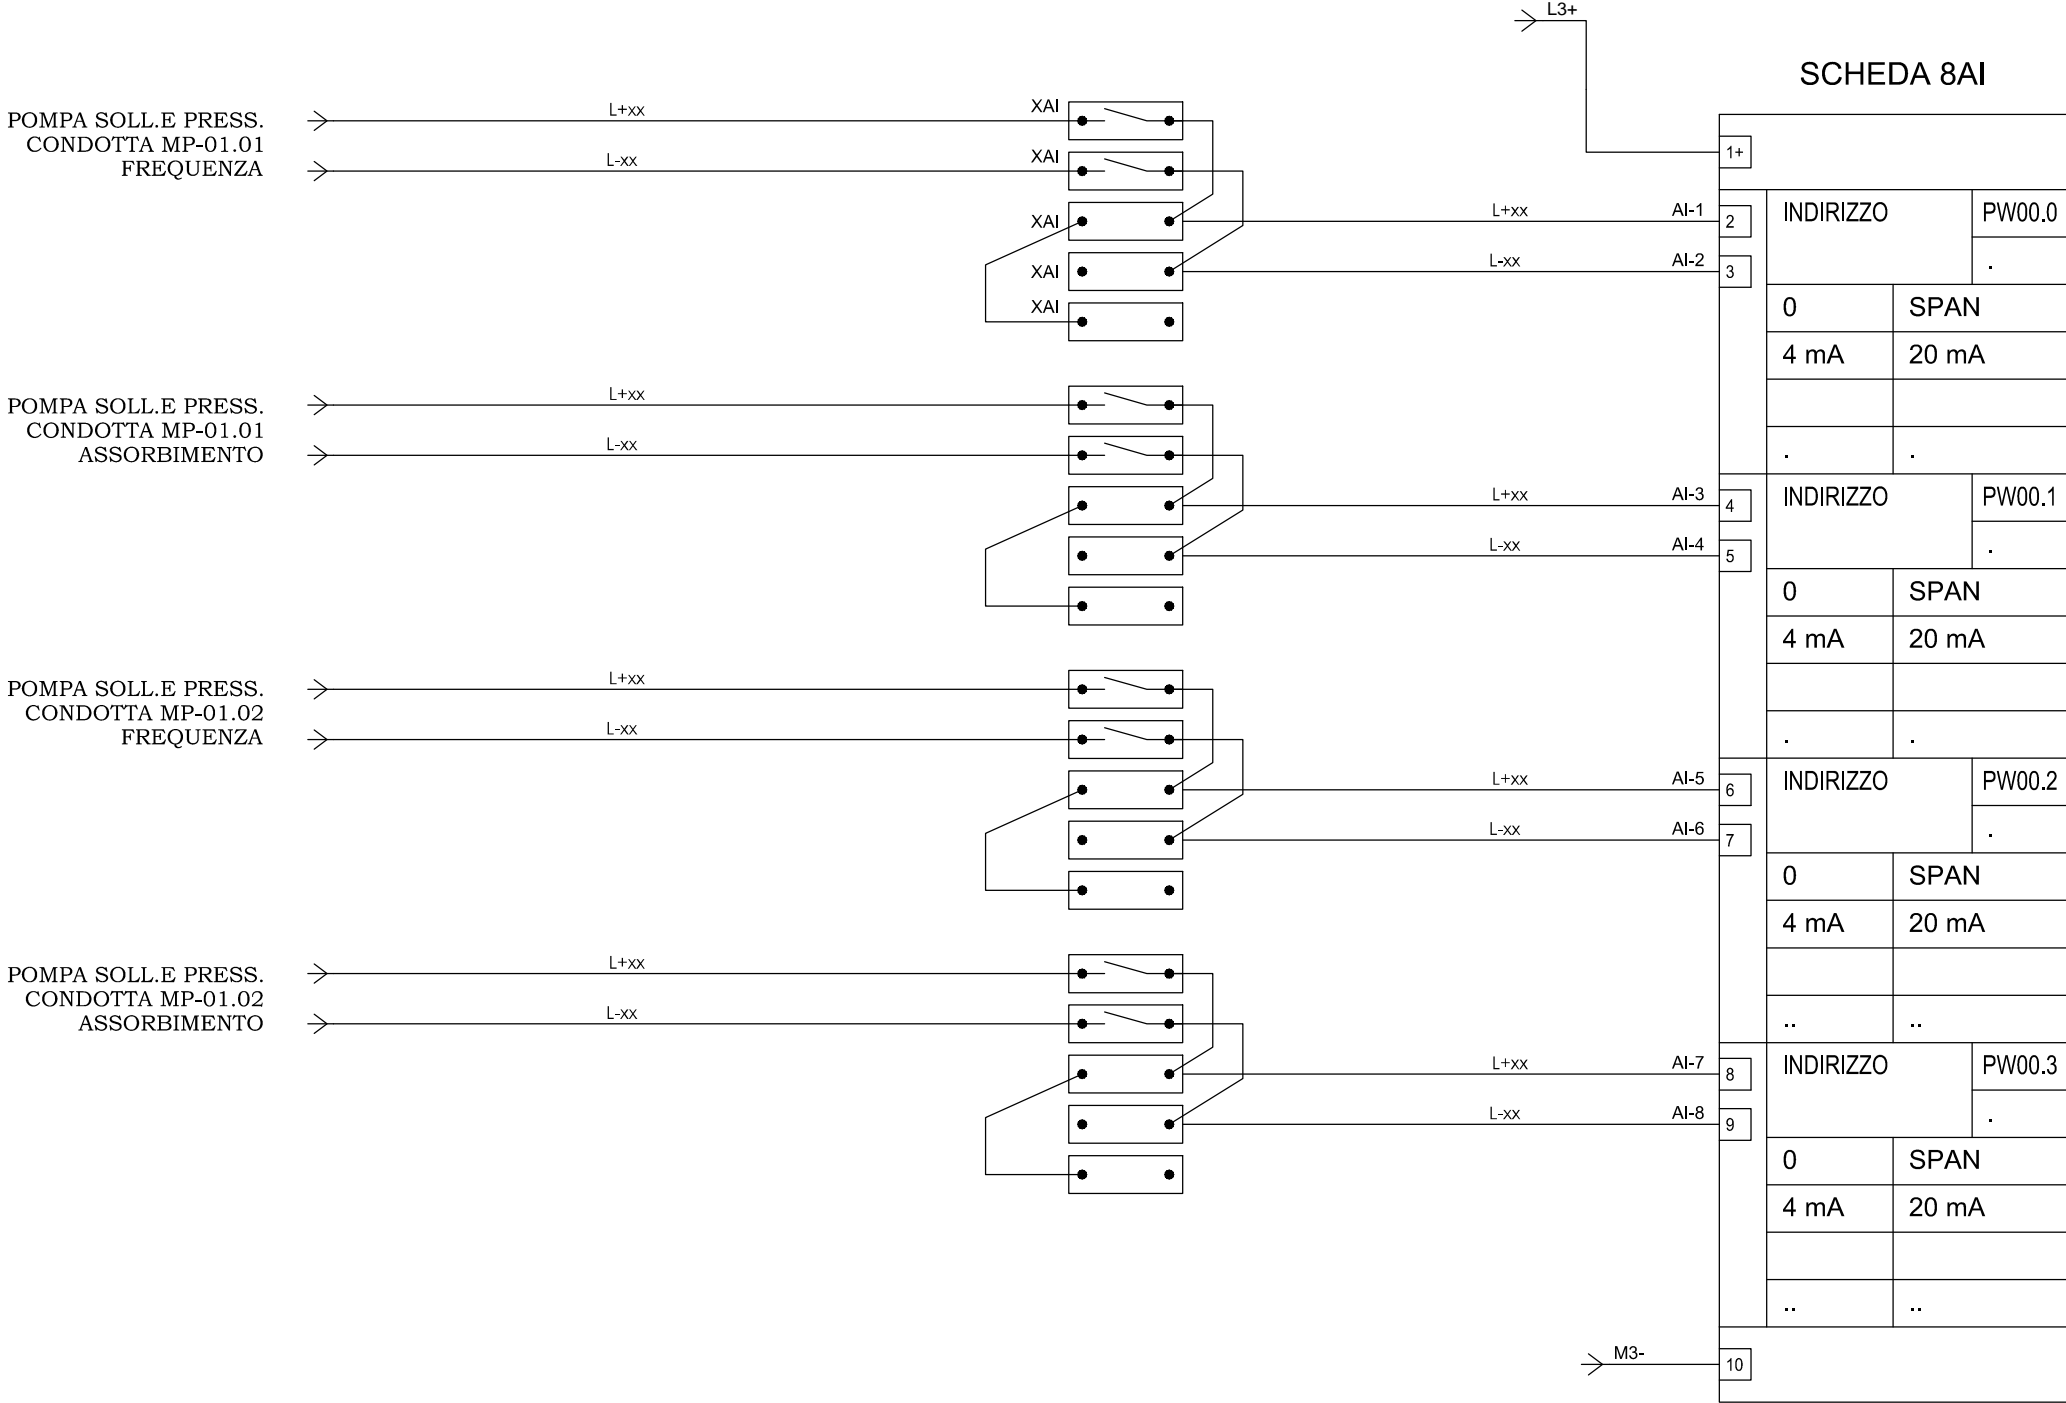 L3+
SCHEDA 8AI
POMPA SOLL.E PRESS.
CONDOTTA MP-01.01
FREQUENZA
L+xx
XAI
L-xx
XAI
1+
XAI
L+xx
AI-1
2
INDIRIZZO
PW00.0
XAI
L-xx
AI-2
3
.
XAI
0
SPAN
4 mA
20 mA
.
.
POMPA SOLL.E PRESS.
CONDOTTA MP-01.01
ASSORBIMENTO
L+xx
L-xx
L+xx
AI-3
4
INDIRIZZO
PW00.1
L-xx
AI-4
5
.
0
SPAN
4 mA
20 mA
.
.
POMPA SOLL.E PRESS.
CONDOTTA MP-01.02
FREQUENZA
L+xx
L-xx
L+xx
AI-5
6
INDIRIZZO
PW00.2
L-xx
AI-6
7
.
0
SPAN
4 mA
20 mA
..
..
POMPA SOLL.E PRESS.
CONDOTTA MP-01.02
ASSORBIMENTO
L+xx
L-xx
L+xx
AI-7
8
INDIRIZZO
PW00.3
L-xx
AI-8
9
.
0
SPAN
4 mA
20 mA
..
..
M3-
10